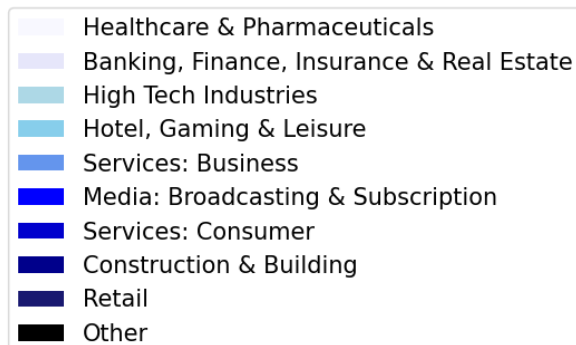 Healthcare & Pharmaceuticals
Banking, Finance, Insurance & Real Estate
High Tech Industries
Hotel, Gaming & Leisure
Services: Business
Media: Broadcasting & Subscription
Services: Consumer
Construction & Building
Retail
Other